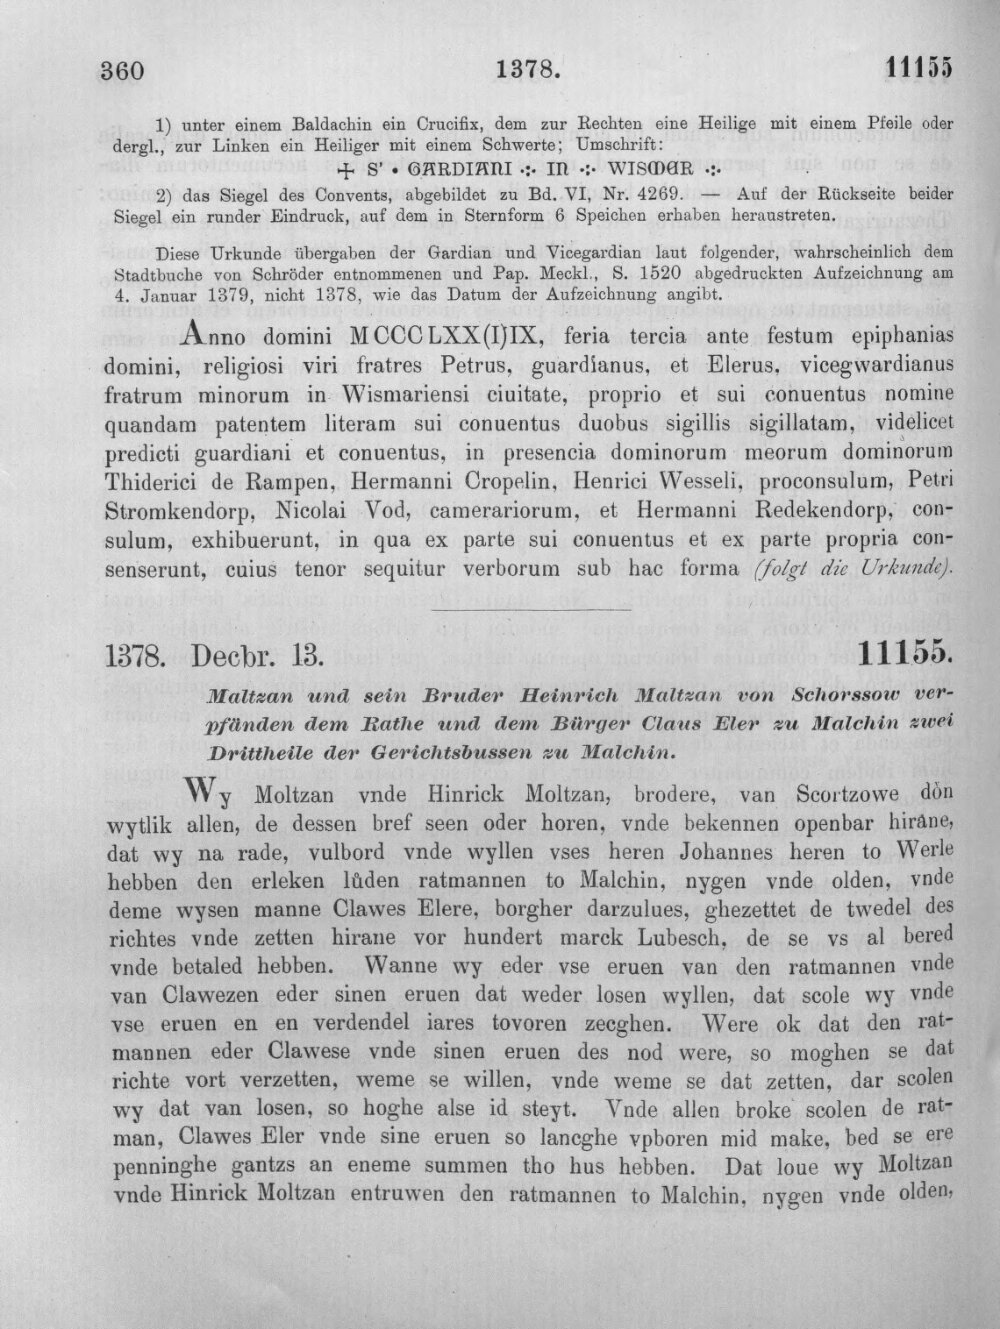 360 1378. 11155
1) unter einem Baldachin ein Crucifix, dem zur Rechten eine Heilige mit einem Pfeile oder
dergl., zur Linken ein Heiliger mit einem Schwerte; Umschrift:
✢ S' • GARDIANI ·:· IN ·:· WISMAR ·:·
2) das Siegel des Convents, abgebildet zu Bd. VI, Nr. 4269. — Auf der Rückseite beider
Siegel ein runder Eindruck, auf dem in Sternform 6 Speichen erhaben heraustreten.
Diese Urkunde übergaben der Gardian und Vicegardian laut folgender, wahrscheinlich dem
Stadtbuche von Schröder entnommenen und Pap. Meckl., S. 1520 abgedruckten Aufzeichnung am
4. Januar 1379, nicht 1378, wie das Datum der Aufzeichnung angibt.
Anno domini MCCCLXX(I)IX, feria tercia ante festum epiphanias
domini, religiosi viri fratres Petrus, guardianus, et Elerus, vicegwardianus
fratrum minorum in Wismariensi ciuitate, proprio et sui conuentus nomine
quandam patentem literam sui conuentus duobus sigillis sigillatam, videlicet
predicti guardiani et conuentus, in presencia dominorum meorum dominorum
Thiderici de Rampen, Hermanni Cropelin, Henrici Wesseli, proconsulum, Petri
Stromkendorp, Nicolai Vod, camerariorum, et Hermanni Redekendorp, con-
sulum, exhibuerunt, in qua ex parte sui conuentus et ex parte propria con-
senserunt, cuius tenor sequitur verborum sub hac forma (folgt die Urkunde).
1378. Decbr. 13. 11155.
Maltzan und sein Bruder Heinrich Maltzan von Schorssow ver-
pfänden dem Rathe und dem Bürger Claus Eler zu Malchin zwei
Drittheile der Gerichtsbussen zu Malchin.
Wy Moltzan vnde Hinrick Moltzan, brodere, van Scortzowe dòn
wytlik allen, de dessen bref seen oder horen, vnde bekennen openbar hiràne,
dat wy na rade, vulbord vnde wyllen vses heren Johannes heren to Werle
hebben den erleken lůden ratmannen to Malchin, nygen vnde olden, vnde
deme wysen manne Clawes Elere, borgher darzulues, ghezettet de twedel des
richtes vnde zetten hirane vor hundert marck Lubesch, de se vs al bered
vnde betaled hebben. Wanne wy eder vse eruen van den ratmannen vnde
van Clawezen eder sinen eruen dat weder losen wyllen, dat scole wy vnde
vse eruen en en verdendel iares tovoren zecghen. Were ok dat den rat-
mannen eder Clawese vnde sinen eruen des nod were, so moghen se dat
richte vort verzetten, weme se willen, vnde weme se dat zetten, dar scolen
wy dat van losen, so hoghe alse id steyt. Vnde allen broke scolen de rat-
man, Clawes Eler vnde sine eruen so lancghe vpboren mid make, bed se ere
penninghe gantzs an eneme summen tho hus hebben. Dat loue wy Moltzan
vnde Hinrick Moltzan entruwen den ratmannen to Malchin, nygen vnde olden,